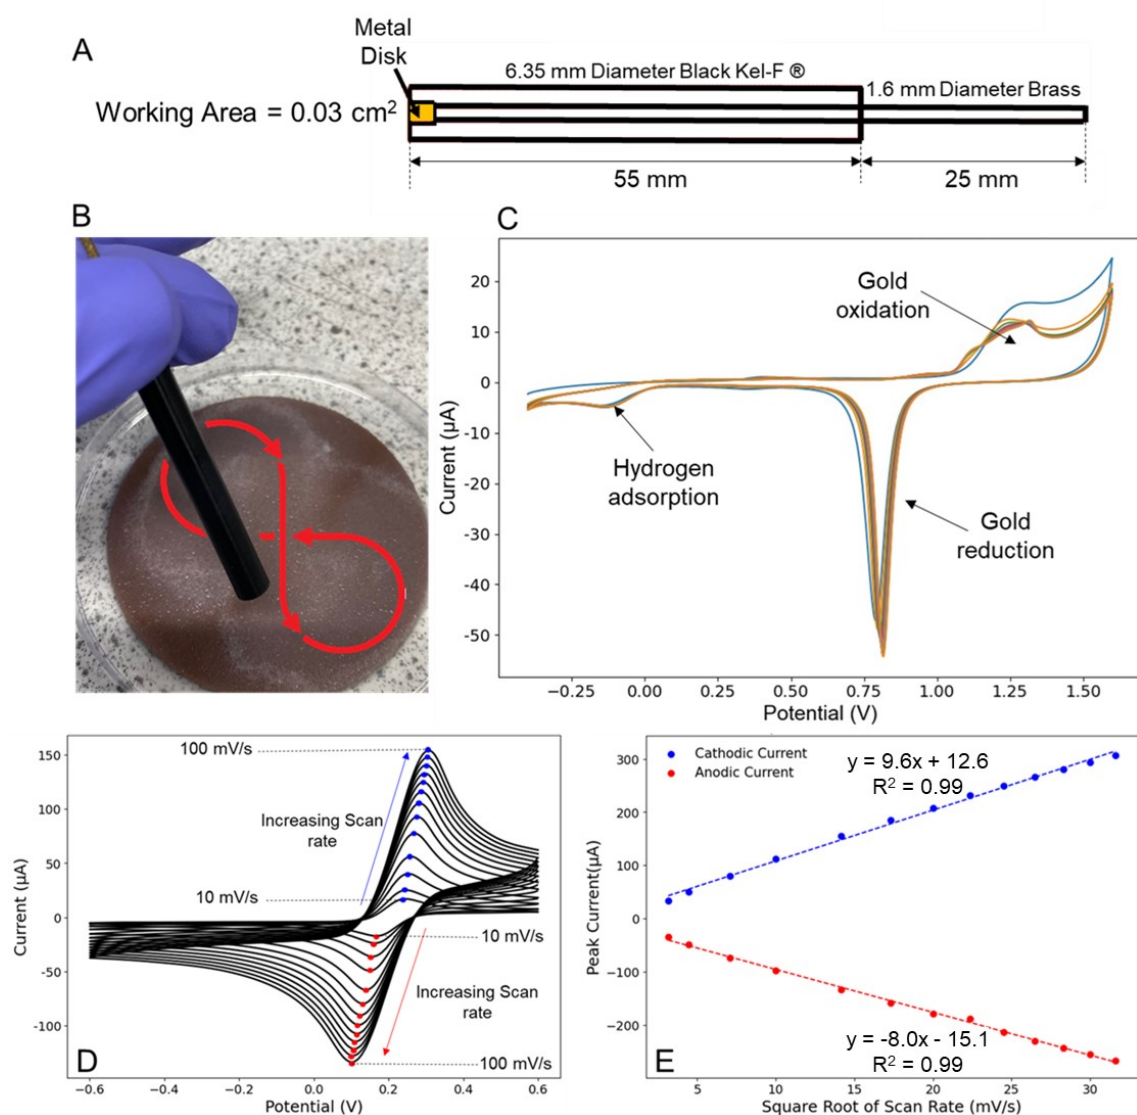 A
Metal
Disk
6.35 mm Diameter Black Kel-F ®
1.6 mm Diameter Brass
Working Area = 0.03 cm²
55 mm
25 mm
B
C
20
10
0
-10
-20
-30
-40
-50
Current (µA)
Gold
oxidation
Hydrogen
adsorption
Gold
reduction
−0.25
0.00
0.25
0.50
0.75
1.00
1.25
1.50
Potential (V)
150
100
50
0
-50
-100
Current (µA)
100 mV/s
Increasing Scan
rate
10 mV/s
10 mV/s
Increasing Scan
rate
100 mV/s
D
−0.6
−0.4
−0.2
0.0
0.2
0.4
0.6
Potential (V)
300
200
100
0
−100
−200
Peak Current(µA)
Cathodic Current
Anodic Current
y = 9.6x + 12.6
R² = 0.99
y = -8.0x - 15.1
R² = 0.99
E
5
10
15
20
25
30
Square Root of Scan Rate (mV/s)